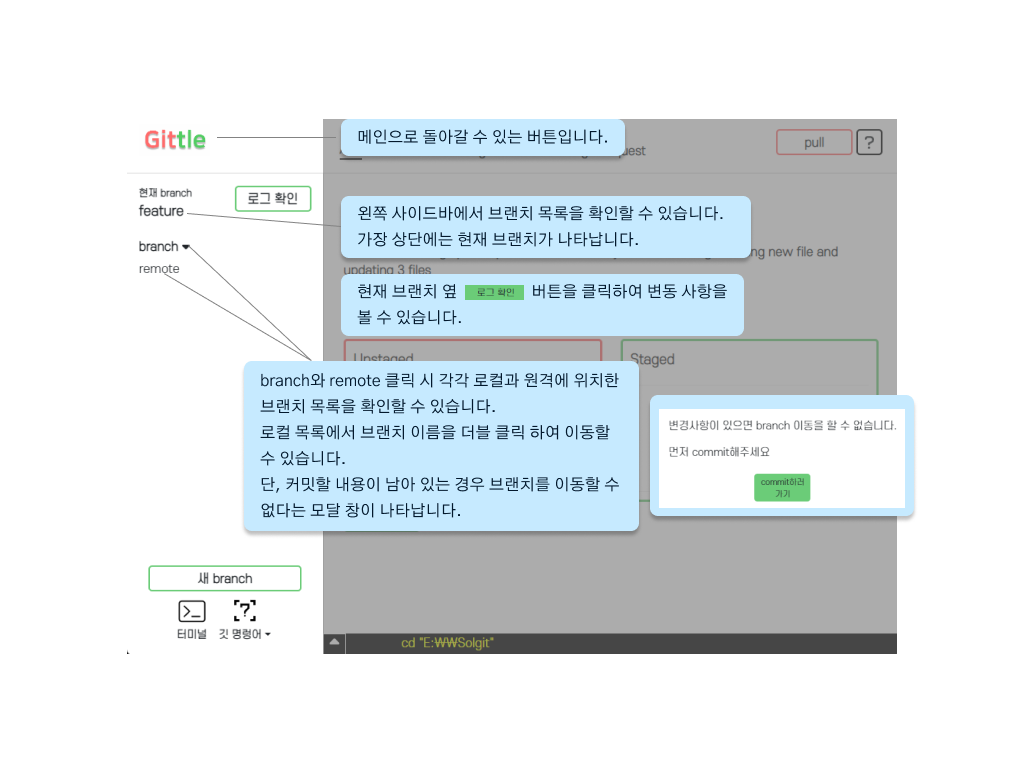 Gittle
메인으로 돌아갈 수 있는 버튼입니다.
pull
?
현재 branch
feature
로그 확인
왼쪽 사이드바에서 브랜치 목록을 확인할 수 있습니다.
가장 상단에는 현재 브랜치가 나타납니다.
branch
remote
new file and
updating 3 files
현재 브랜치 옆 로그 확인 버튼을 클릭하여 변동 사항을
볼 수 있습니다.
Unstaged
Staged
branch와 remote 클릭 시 각각 로컬과 원격에 위치한
브랜치 목록을 확인할 수 있습니다.
로컬 목록에서 브랜치 이름을 더블 클릭 하여 이동할
수 있습니다.
단, 커밋할 내용이 남아 있는 경우 브랜치를 이동할 수
없다는 모달 창이 나타납니다.
변경사항이 있으면 branch 이동을 할 수 없습니다.
먼저 commit해주세요
commit하러
가기
새 branch
터미널
깃 명령어
cd "E:₩₩Solgit"